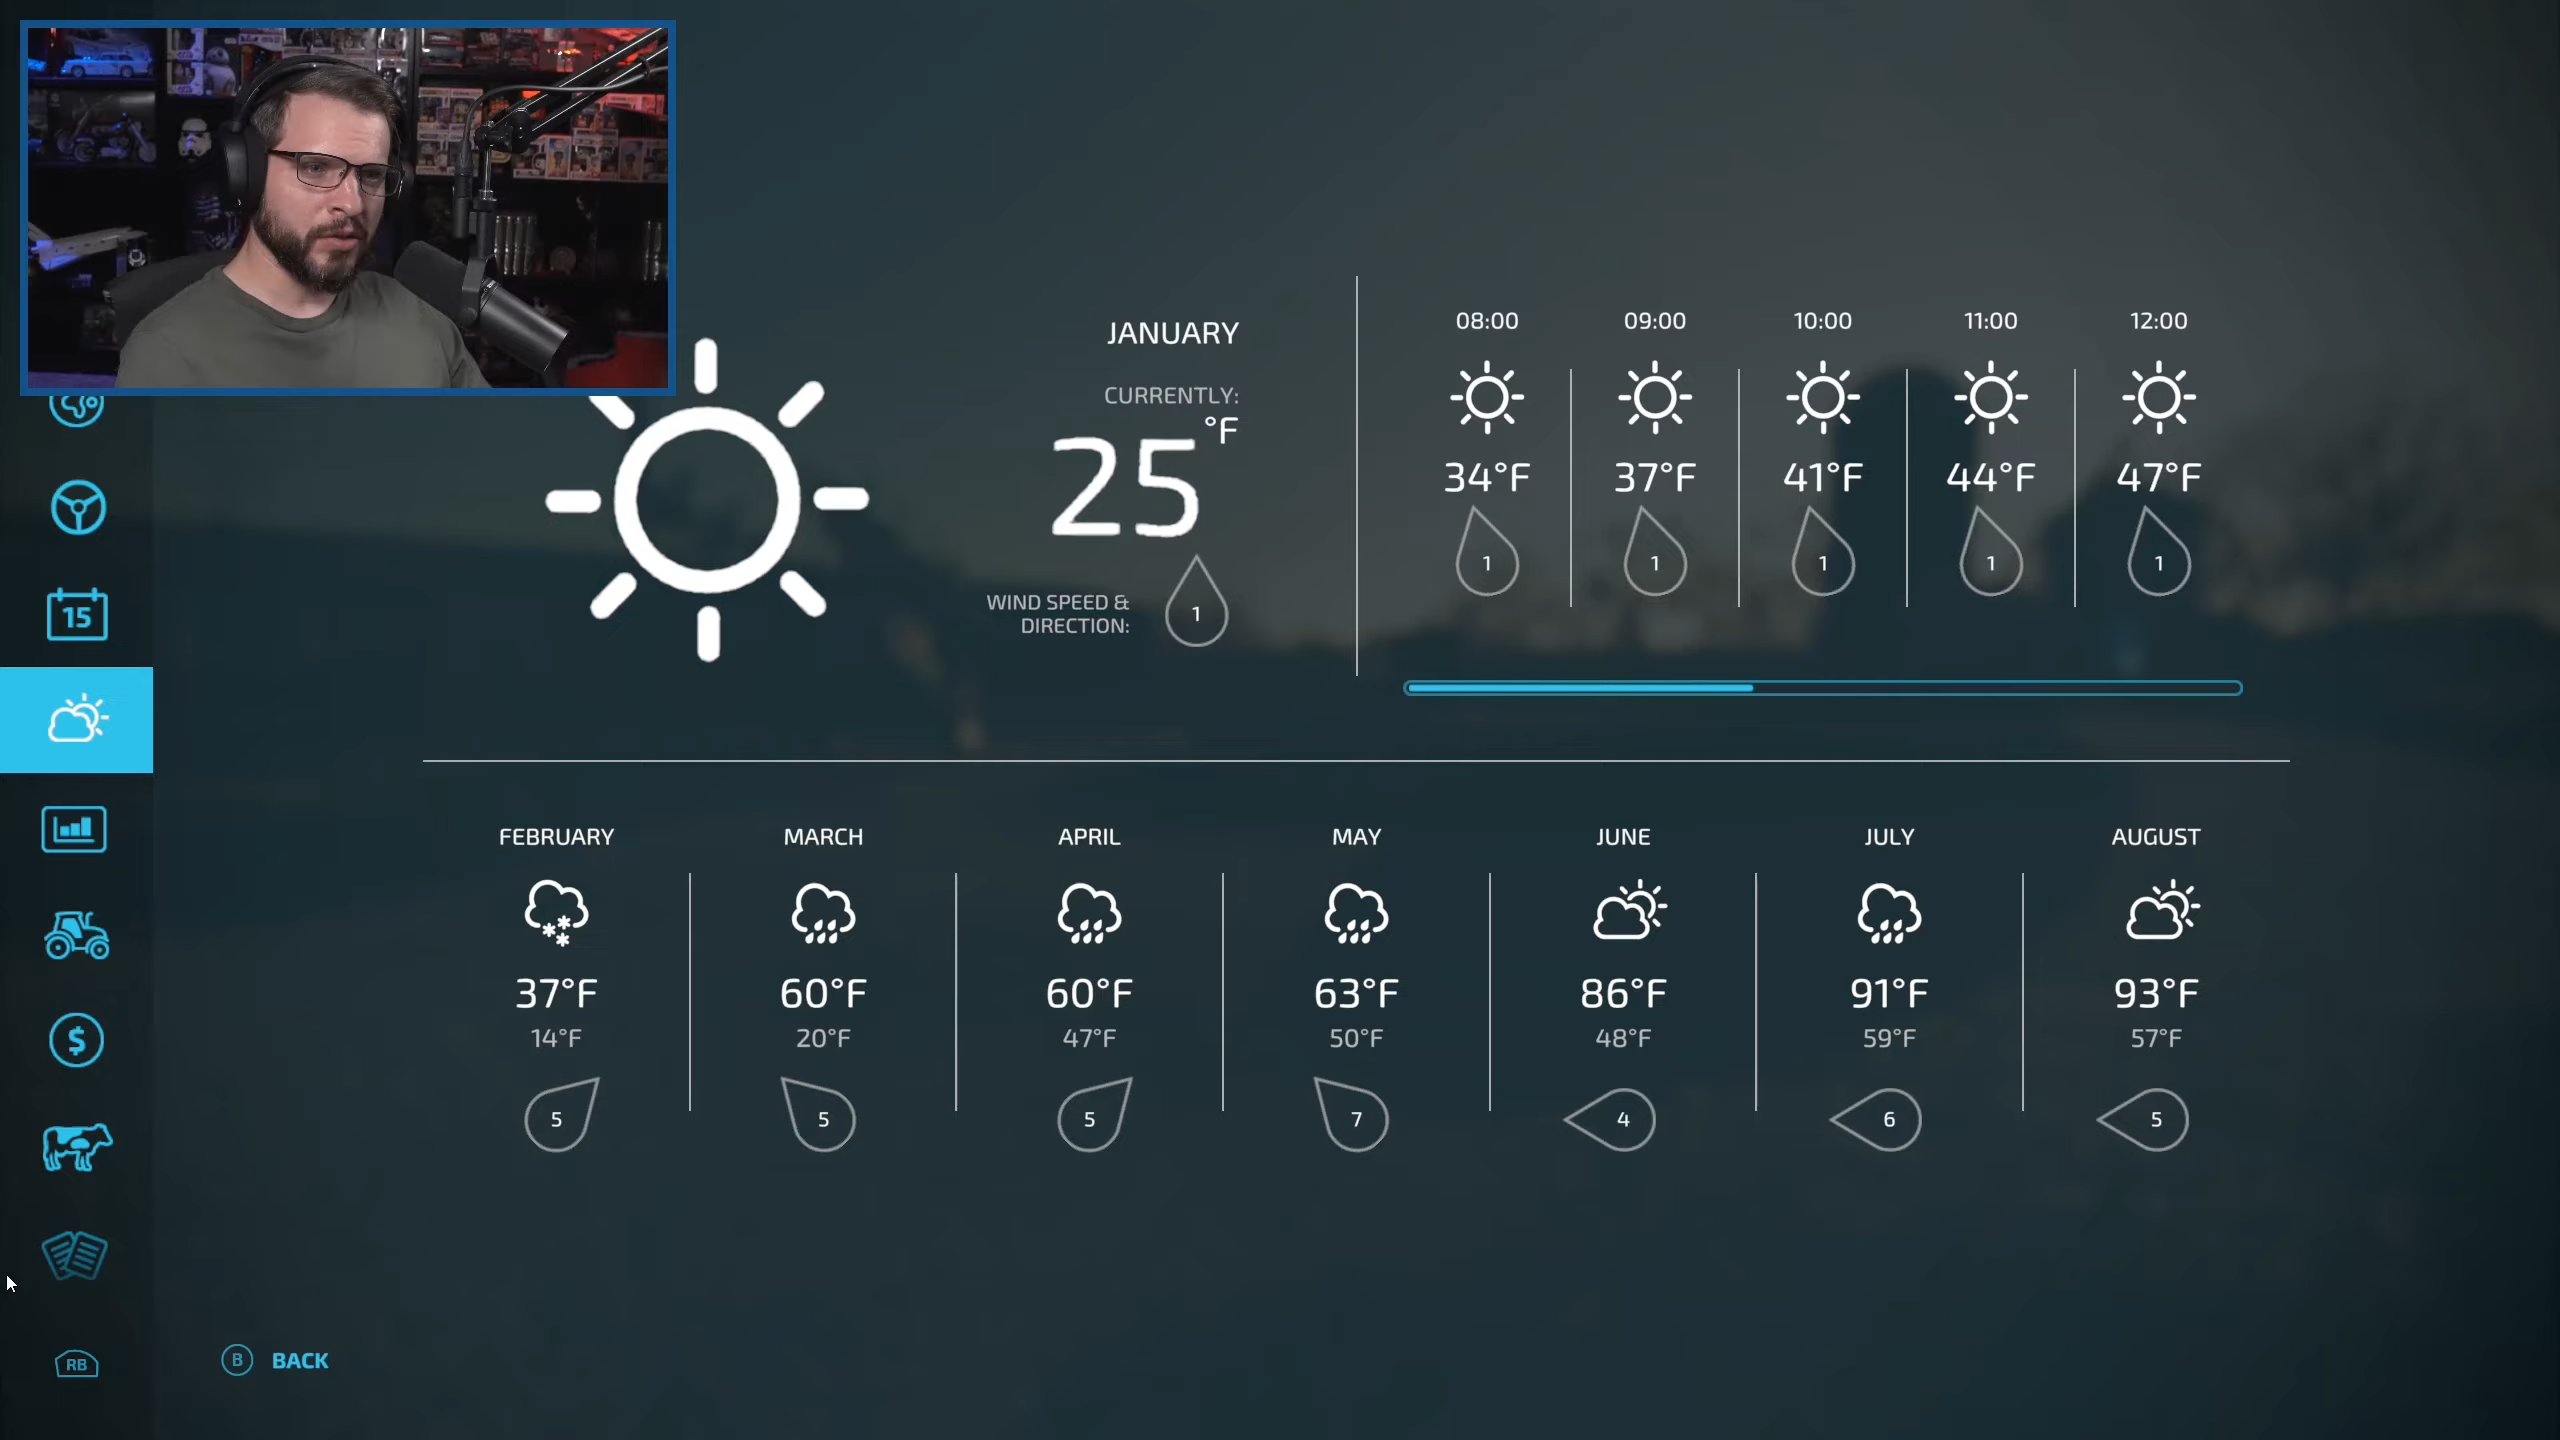 JANUARY
CURRENTLY:
25 °F
WIND SPEED &
DIRECTION:
1
08:00 09:00 10:00 11:00 12:00
34°F 37°F 41°F 44°F 47°F
1 1 1 1 1
15
FEBRUARY MARCH APRIL MAY JUNE JULY AUGUST
37°F 60°F 60°F 63°F 86°F 91°F 93°F
14°F 20°F 47°F 50°F 48°F 59°F 57°F
5 5 5 7 4 6 5
$
RB
B BACK